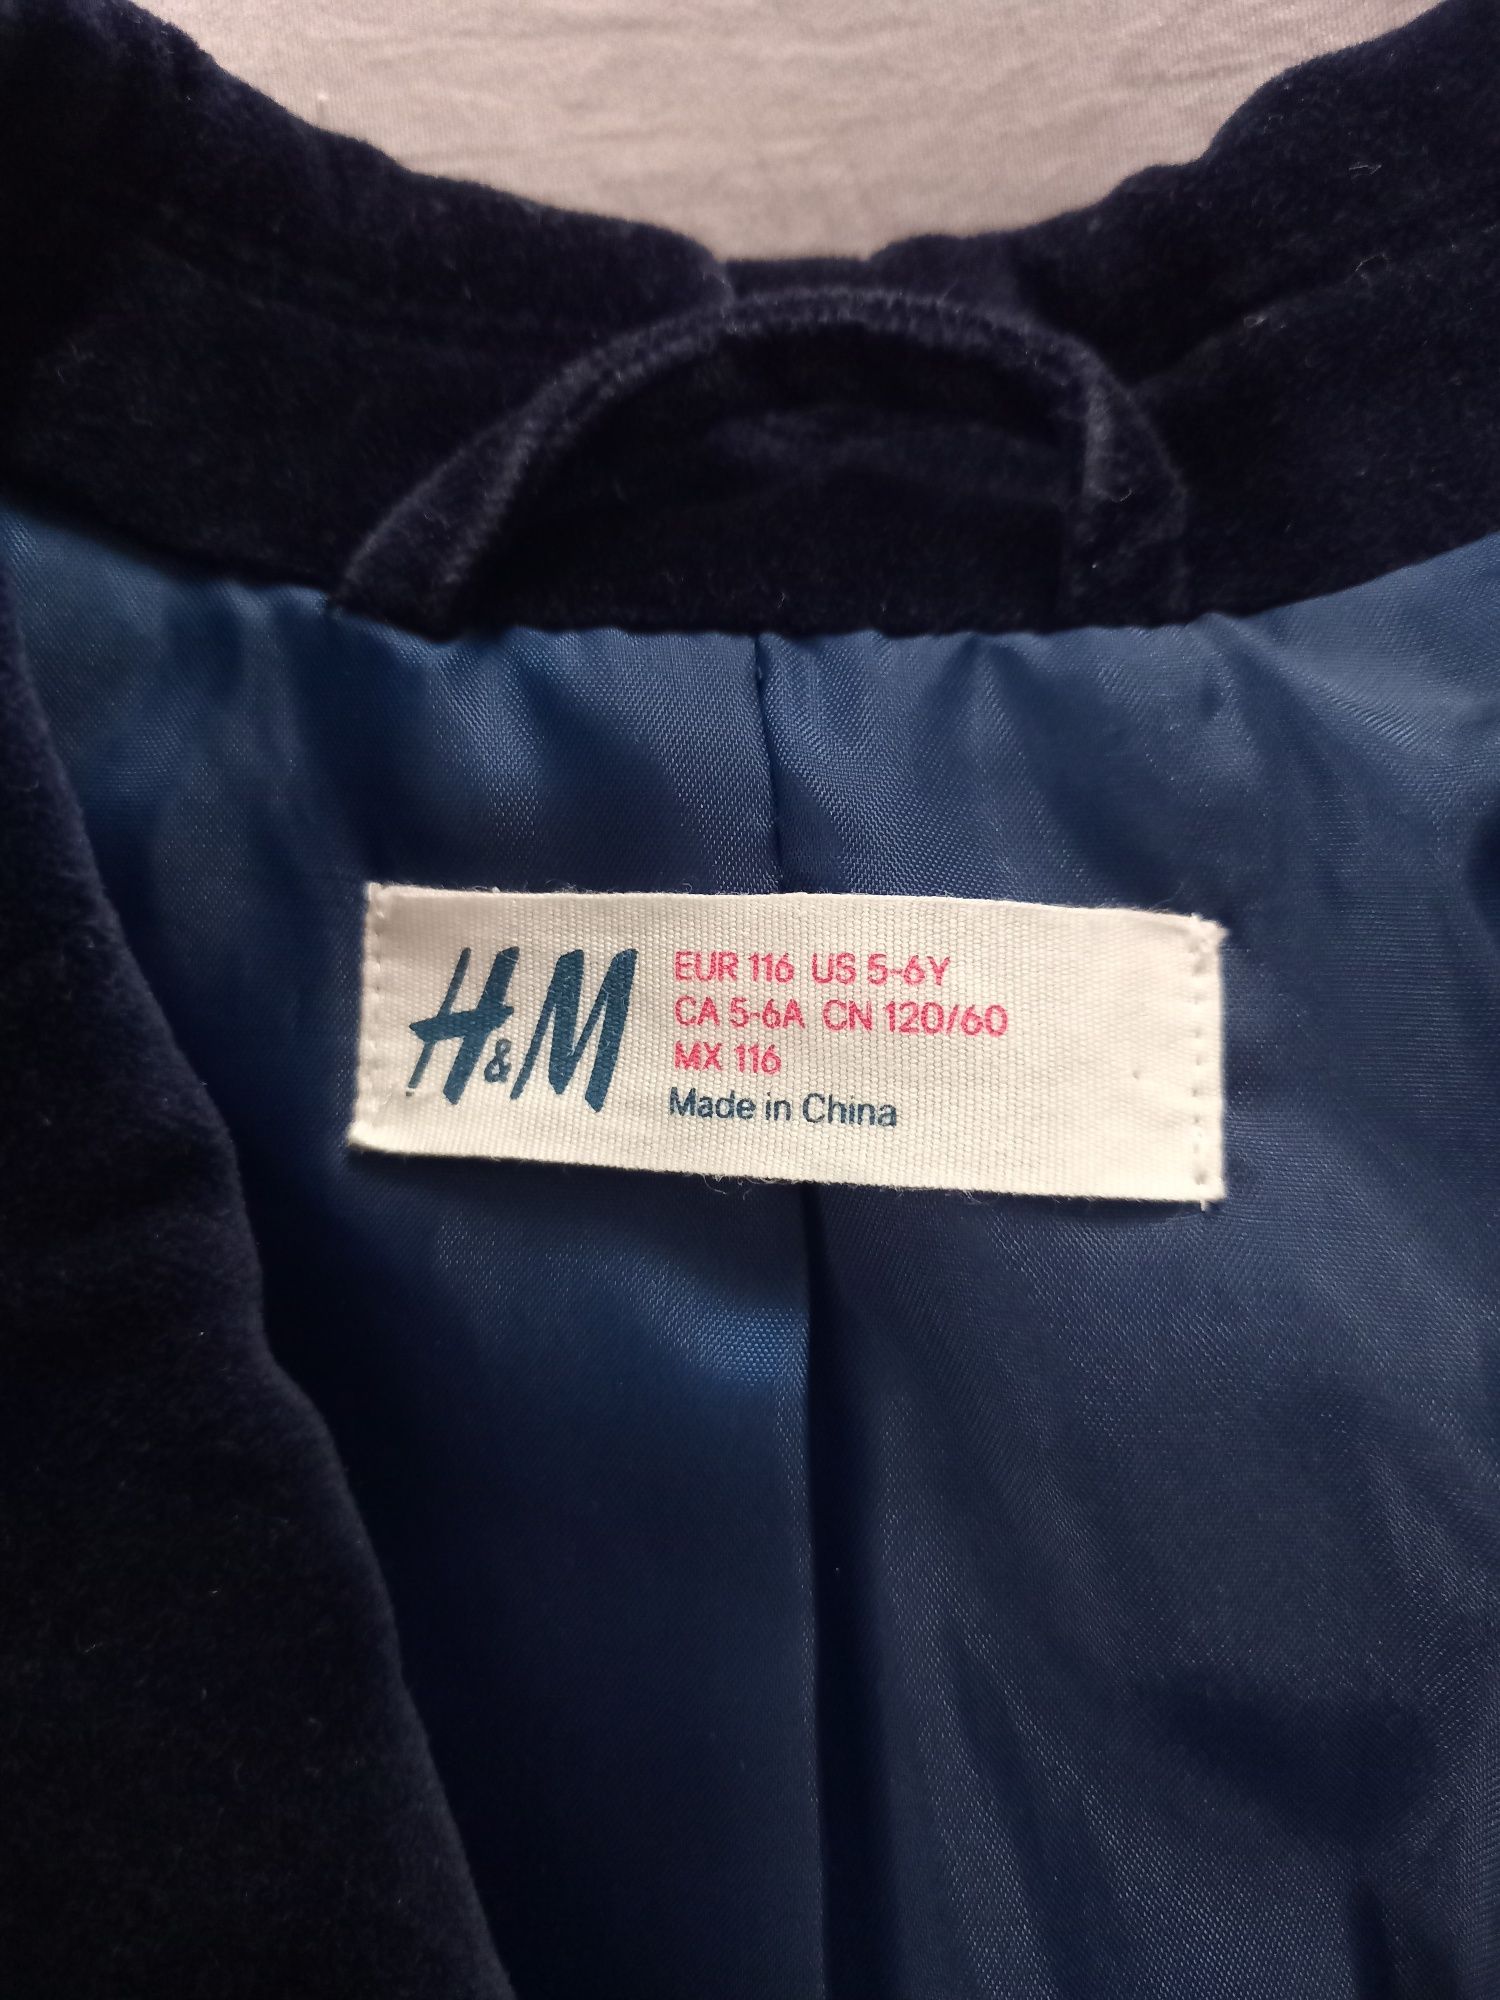 H&M
EUR 116 US 5-6Y
CA 5-6A CN 120/60
MX 116
Made in China